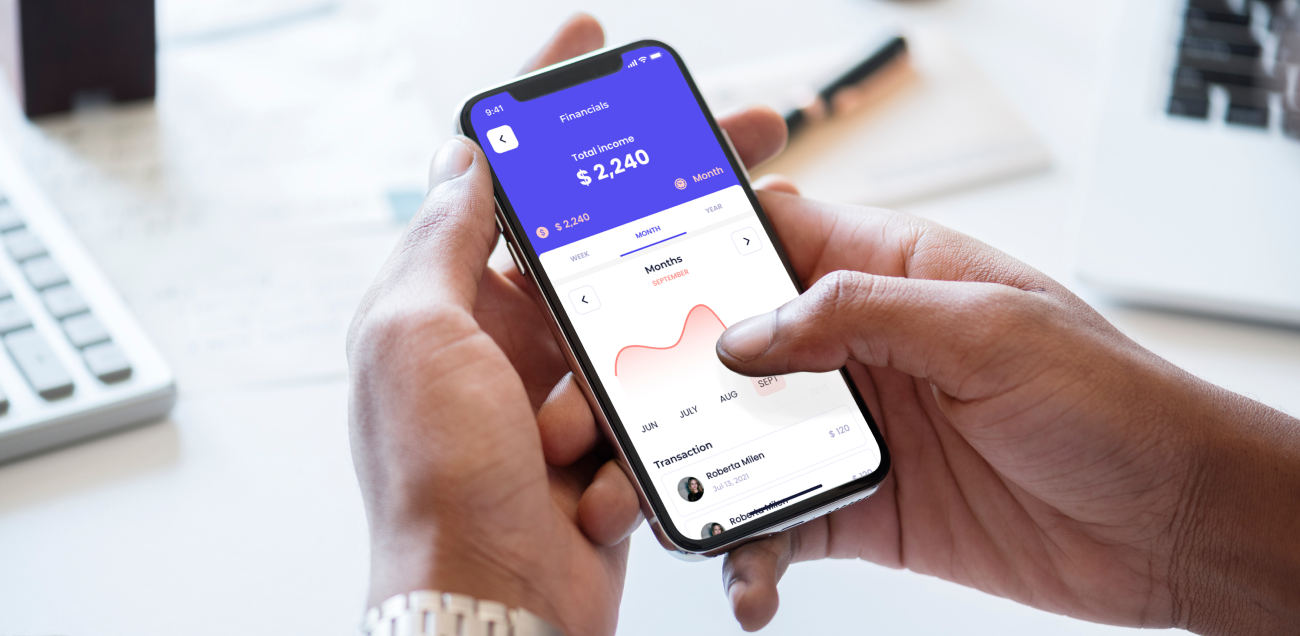 9:41
Financials
Total income
$ 2,240
$ 2,240
Month
WEEK
MONTH
YEAR
Months
SEPTEMBER
JUN
JULY
AUG
SEPT
Transaction
Roberta Milen
$ 120
Jul 13, 2021
Roberta Milen
$ 120